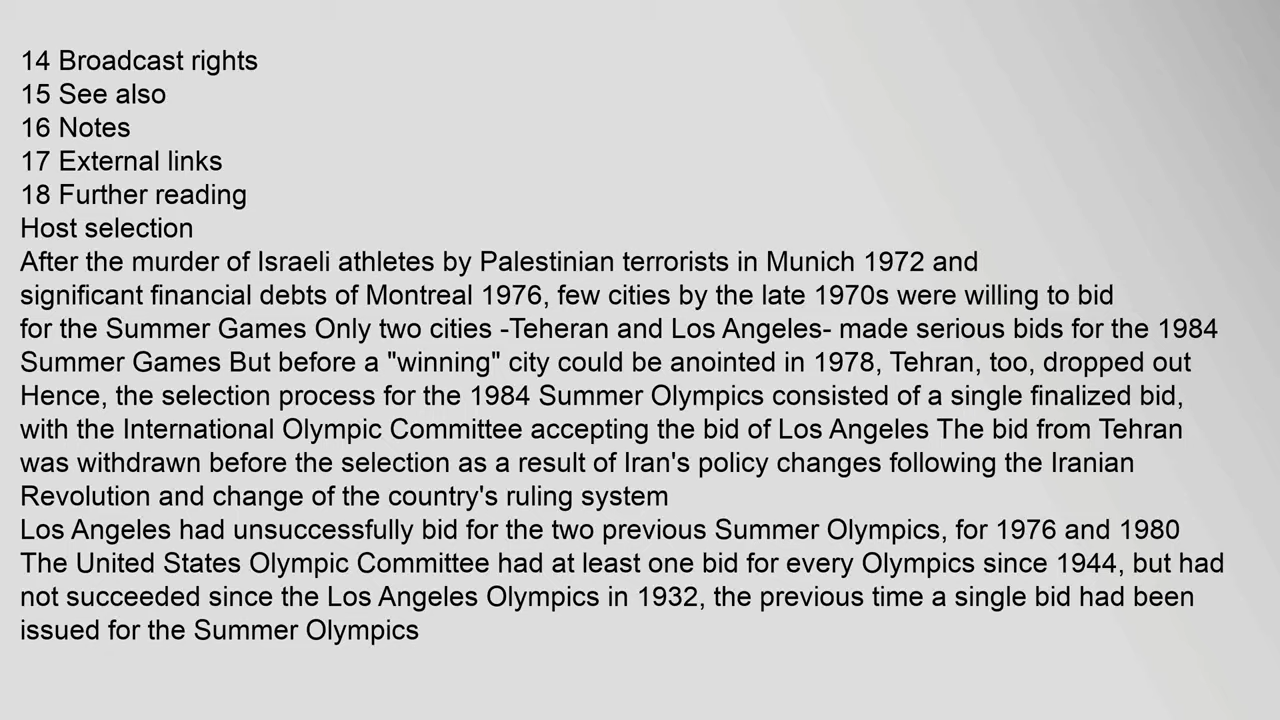 14 Broadcast rights
15 See also
16 Notes
17 External links
18 Further reading
Host selection
After the murder of Israeli athletes by Palestinian terrorists in Munich 1972 and
significant financial debts of Montreal 1976, few cities by the late 1970s were willing to bid
for the Summer Games Only two cities -Teheran and Los Angeles- made serious bids for the 1984
Summer Games But before a "winning" city could be anointed in 1978, Tehran, too, dropped out
Hence, the selection process for the 1984 Summer Olympics consisted of a single finalized bid,
with the International Olympic Committee accepting the bid of Los Angeles The bid from Tehran
was withdrawn before the selection as a result of Iran's policy changes following the Iranian
Revolution and change of the country's ruling system
Los Angeles had unsuccessfully bid for the two previous Summer Olympics, for 1976 and 1980
The United States Olympic Committee had at least one bid for every Olympics since 1944, but had
not succeeded since the Los Angeles Olympics in 1932, the previous time a single bid had been
issued for the Summer Olympics